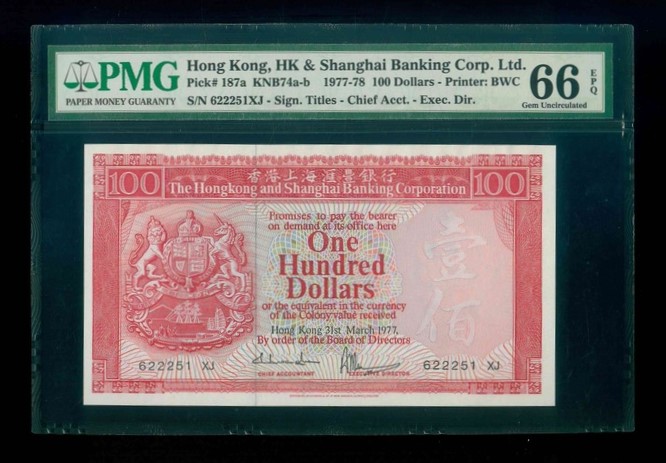 PMG
PAPER MONEY GUARANTY
Hong Kong, HK & Shanghai Banking Corp. Ltd.
Pick# 187a KNB74a-b 1977-78 100 Dollars - Printer: BWC
S/N 622251XJ - Sign. Titles - Chief Acct. - Exec. Dir.
66
EPQ
Gem Uncirculated
香港上海滙豐銀行
100
The Hongkong and Shanghai Banking Corporation
100
Promises to pay the bearer
on demand at its office here
One
Hundred
Dollars
or the equivalent in the currency
of the Colony value received
Hong Kong 31st March 1977,
By order of the Board of Directors
壹佰
622251 XJ
622251 XJ
CHIEF ACCOUNTANT
EXECUTIVE DIRECTOR